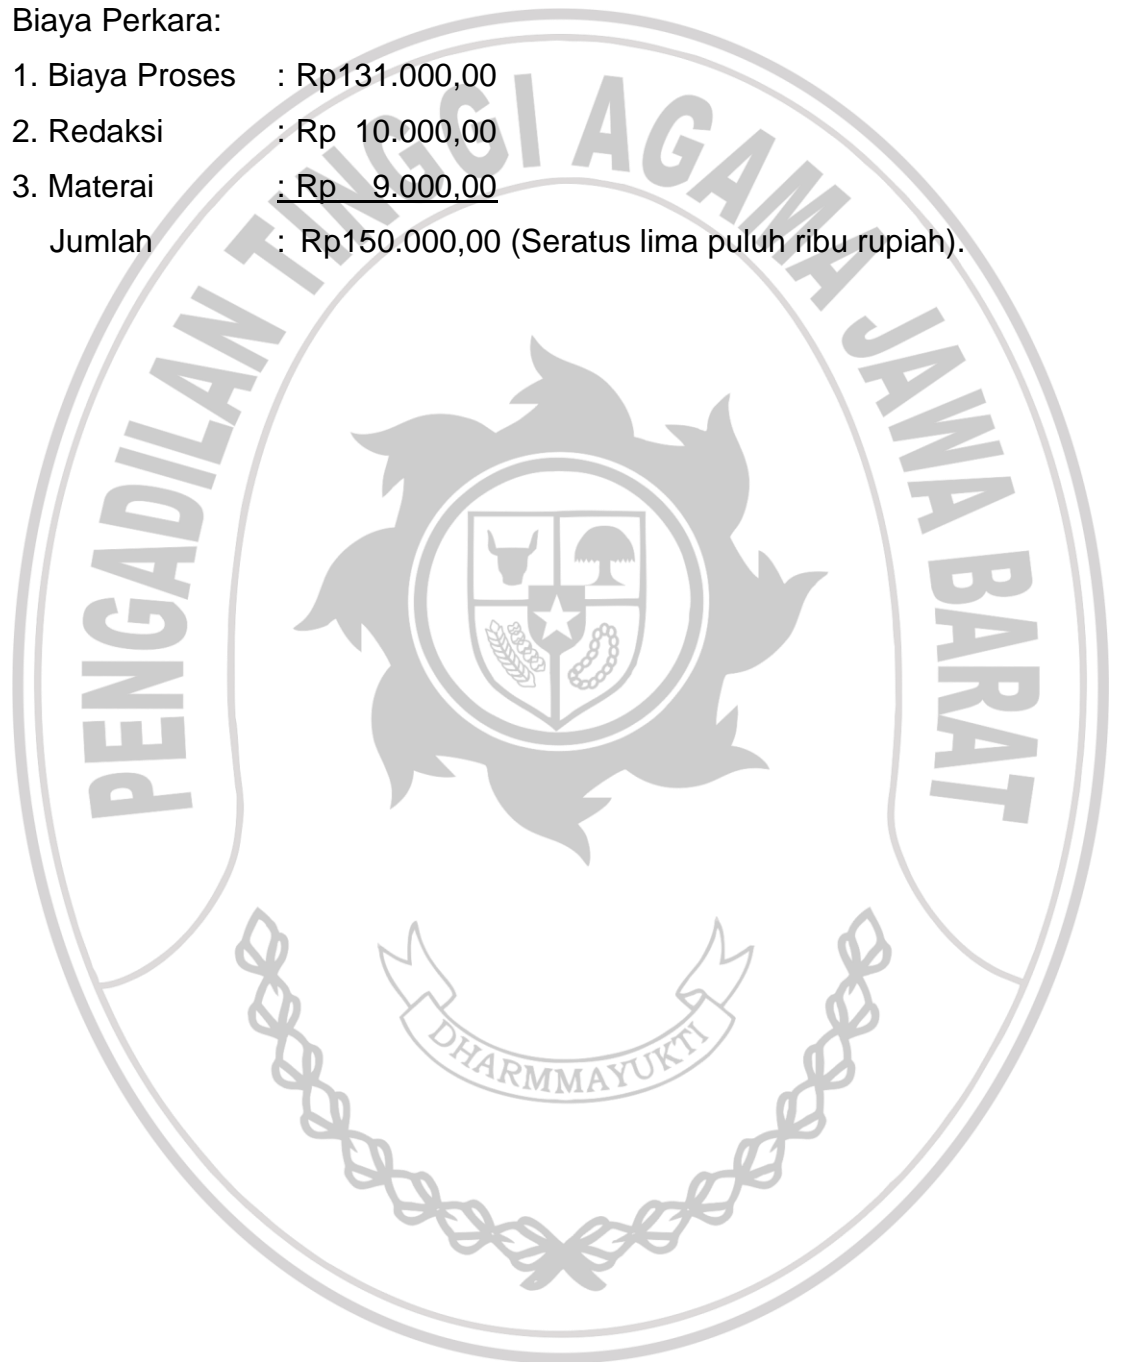 Biaya Perkara:
1. Biaya Proses : Rp131.000,00
2. Redaksi : Rp 10.000,00
3. Materai : Rp 9.000,00
Jumlah : Rp150.000,00 (Seratus lima puluh ribu rupiah).
PENGADILAN TINGGI AGAMA JAWA BARAT
DHARMMAYUKTI